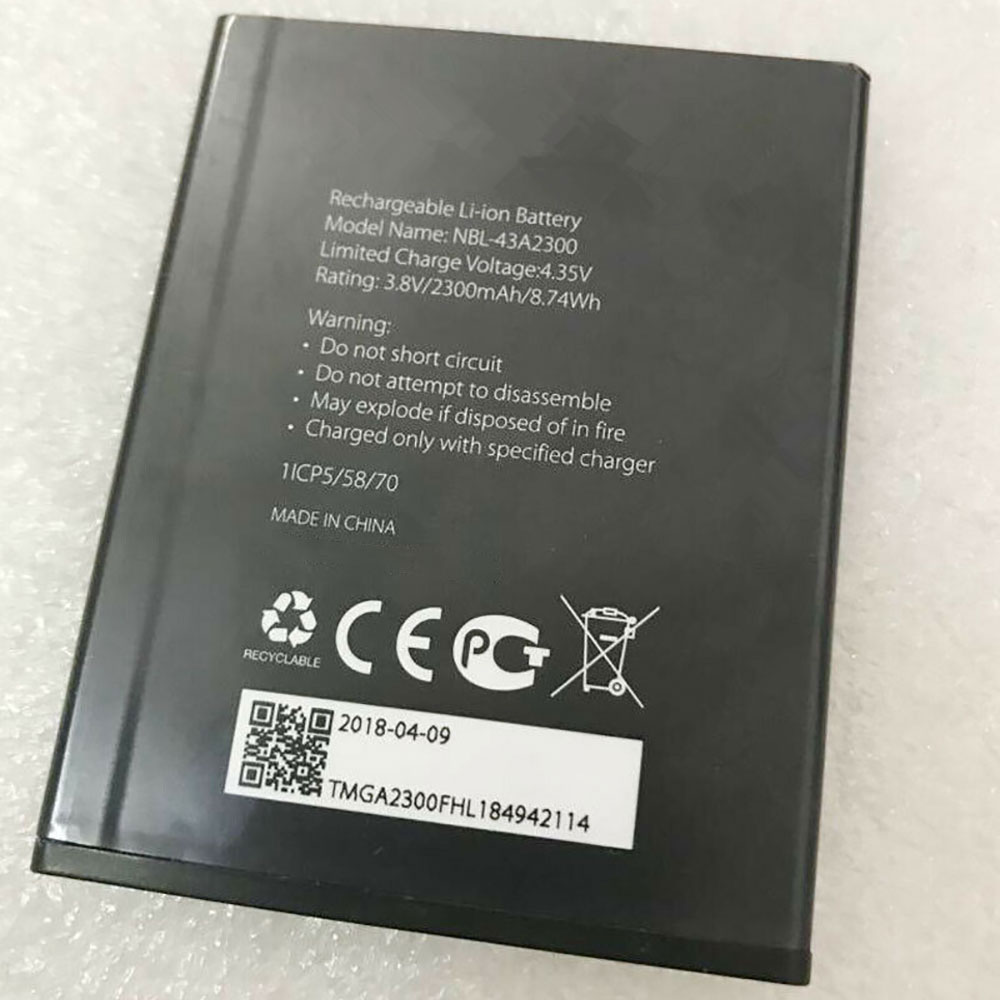 Rechargeable Li-ion Battery
Model Name: NBL-43A2300
Limited Charge Voltage:4.35V
Rating: 3.8V/2300mAh/8.74Wh
Warning:
• Do not short circuit
• Do not attempt to disassemble
• May explode if disposed of in fire
• Charged only with specified charger
1ICP5/58/70
MADE IN CHINA
RECYCLABLE
CE PCT
2018-04-09
TMGA2300FHL184942114